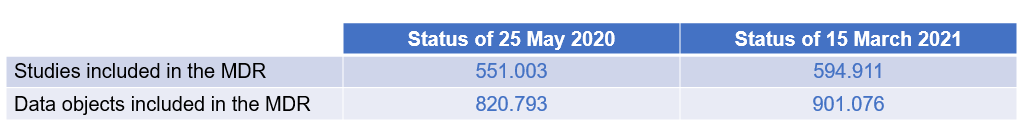 Status of 25 May 2020 Status of 15 March 2021
Studies included in the MDR 551.003 594.911
Data objects included in the MDR 820.793 901.076